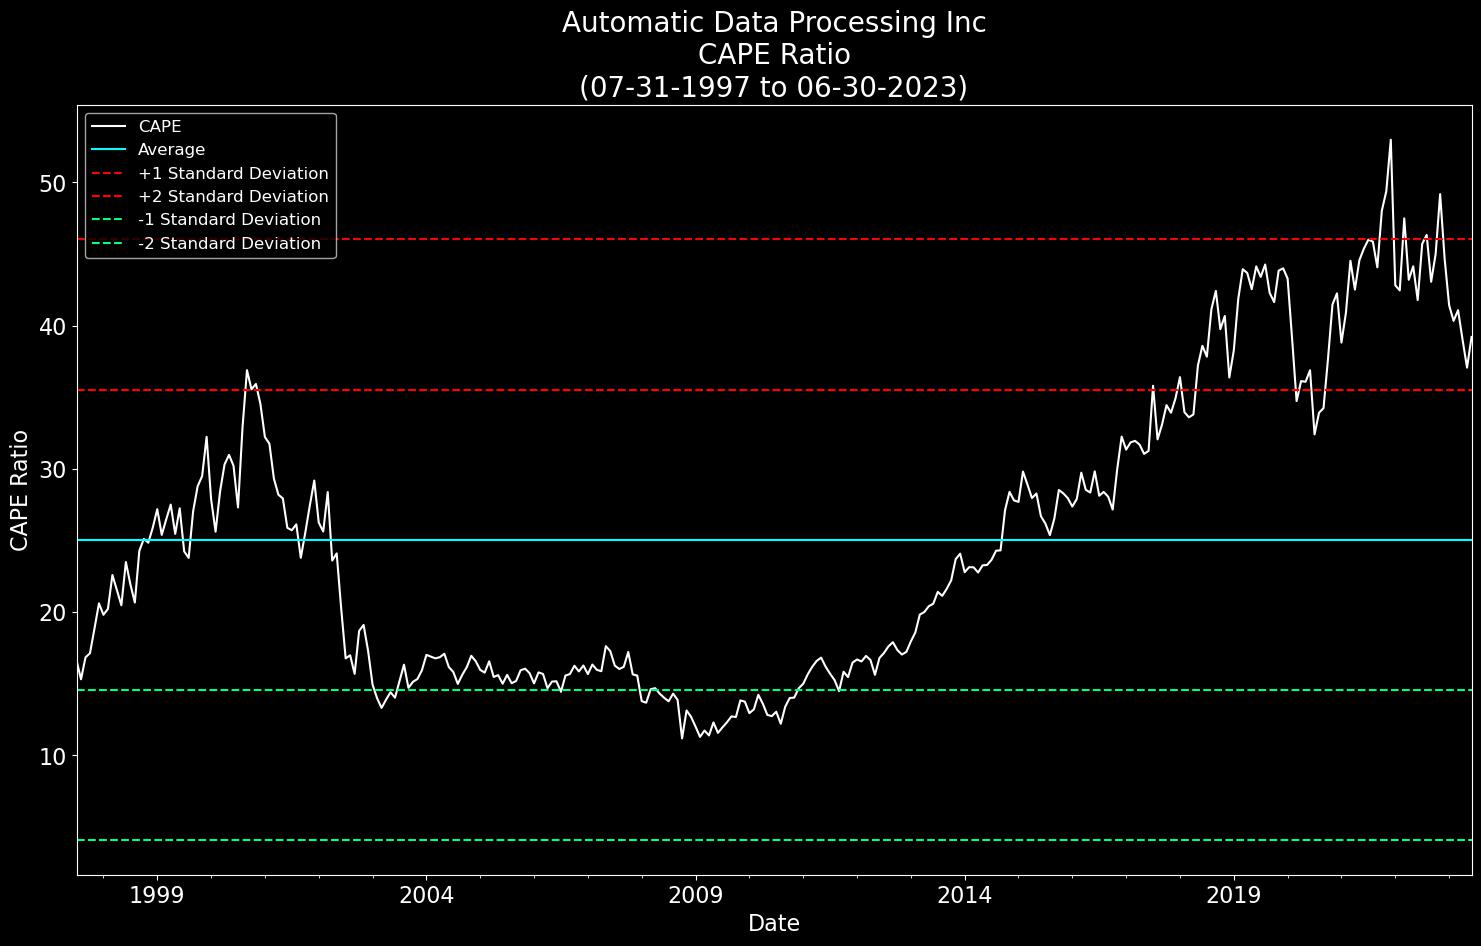 Automatic Data Processing Inc
CAPE Ratio
(07-31-1997 to 06-30-2023)
CAPE
Average
+1 Standard Deviation
+2 Standard Deviation
-1 Standard Deviation
-2 Standard Deviation
50
40
30
20
10
CAPE Ratio
1999 2004 2009 2014 2019
Date